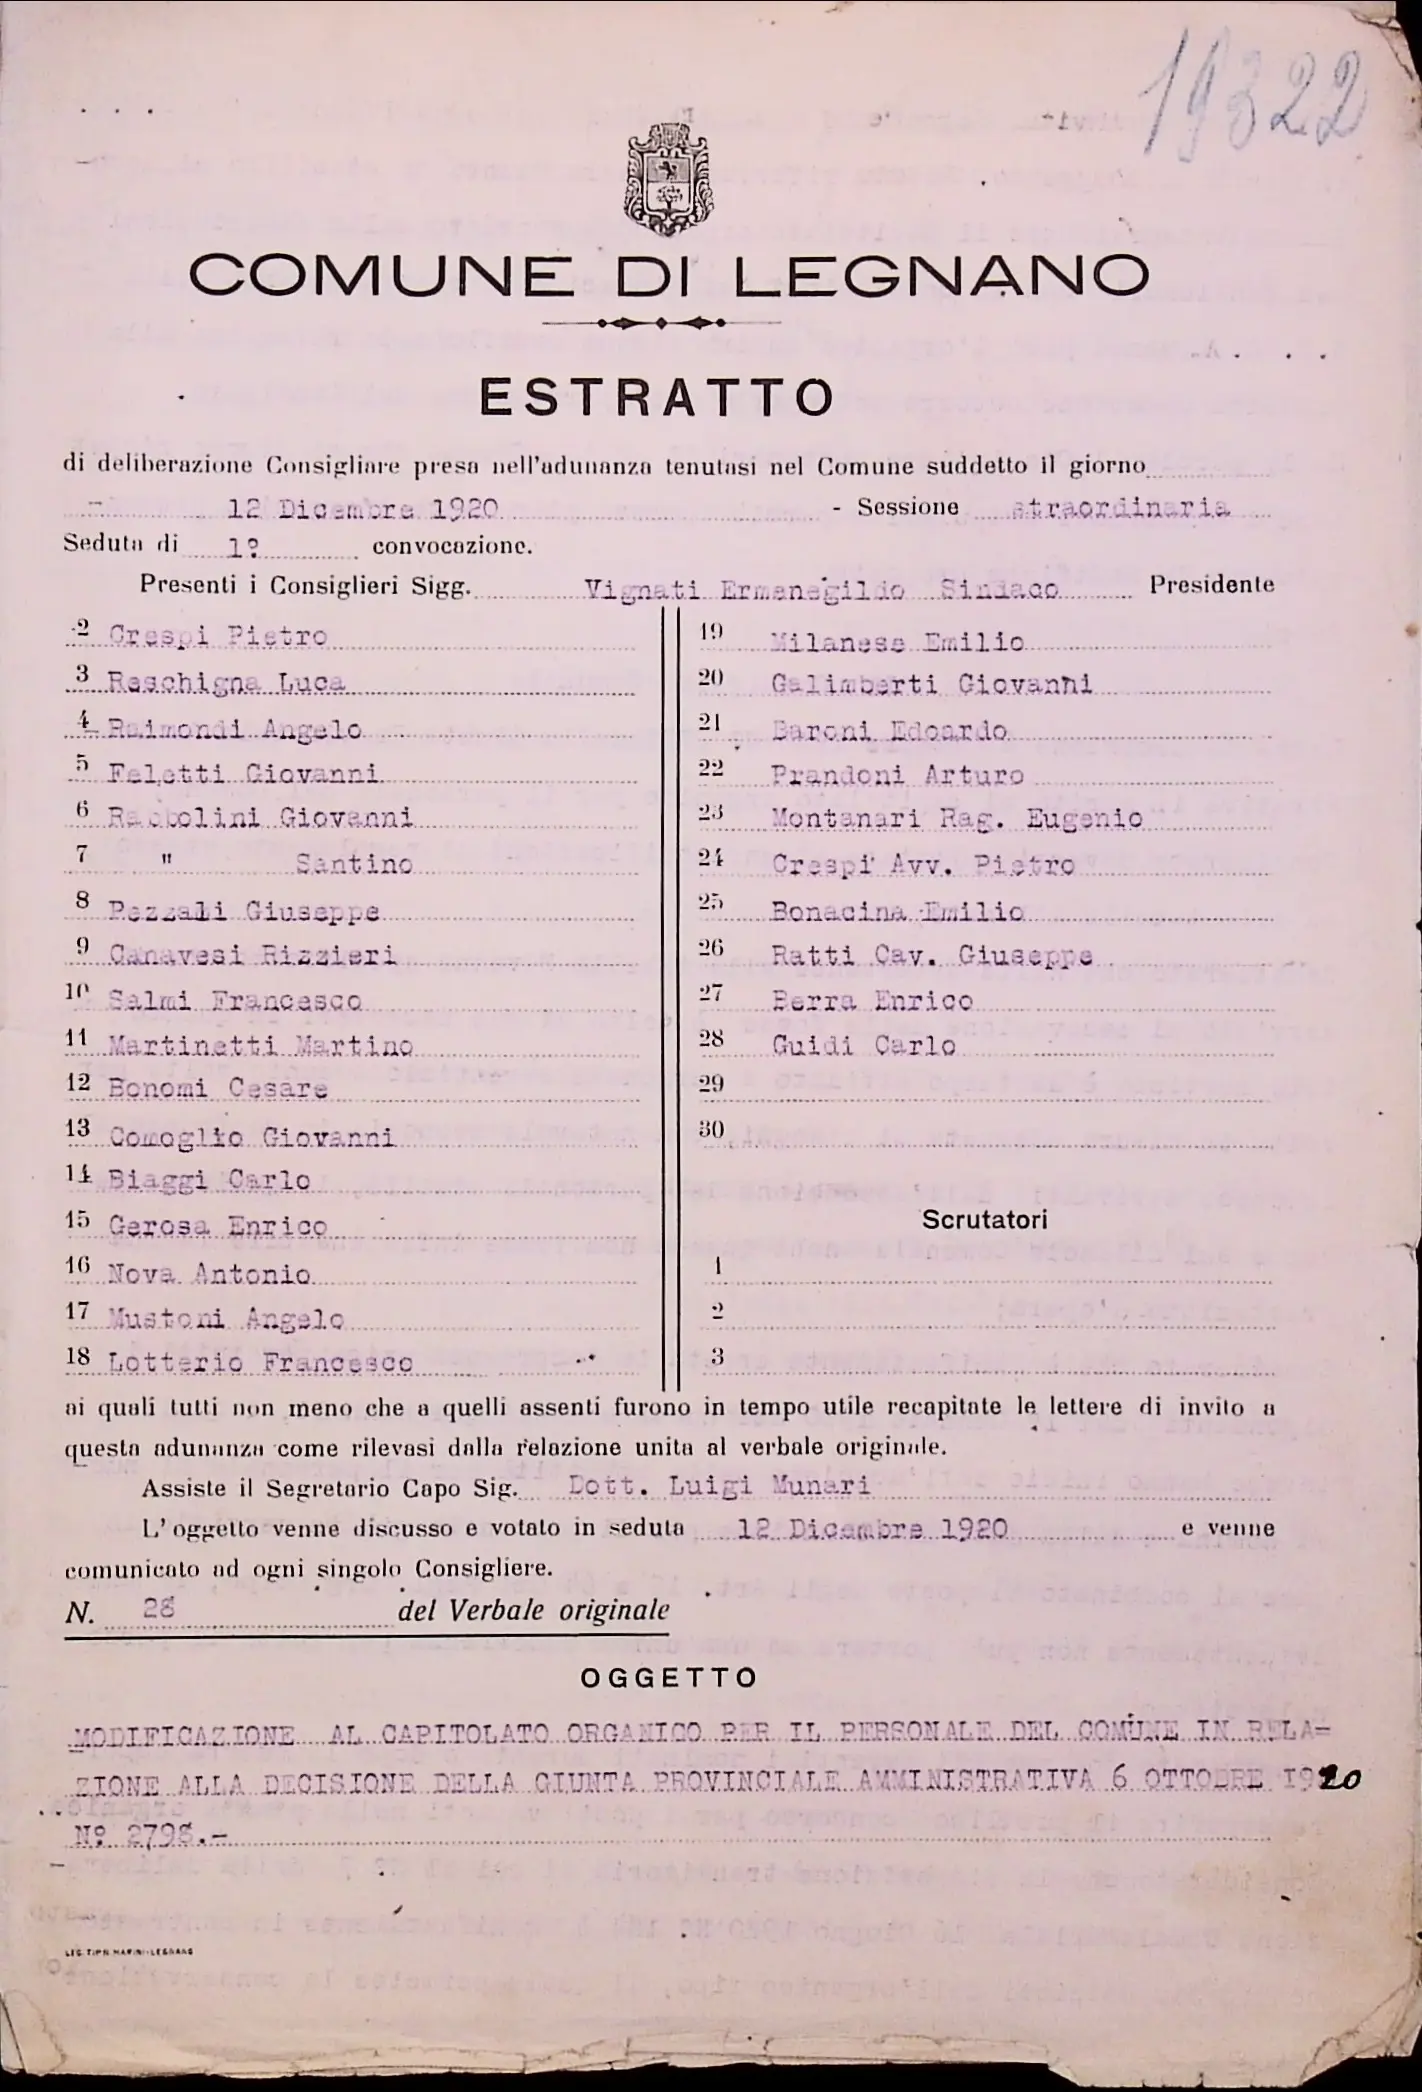 19322
COMUNE DI LEGNANO
ESTRATTO
di deliberazione Consigliare presa nell'adunanza tenutasi nel Comune suddetto il giorno
12 Dicembre 1920 - Sessione straordinaria
Seduta di 1º convocazione.
Presenti i Consiglieri Sigg. Vignati Ermenegildo Sindaco Presidente
2 Crespi Pietro
3 Raschigna Luca
4 Raimondi Angelo
5 Feletti Giovanni
6 Rabbolini Giovanni
7 " Santino
8 Pezzali Giuseppe
9 Canavesi Rizzieri
10 Salmi Francesco
11 Martinetti Martino
12 Bonomi Cesare
13 Comoglio Giovanni
14 Biaggi Carlo
15 Gerosa Enrico
16 Nova Antonio
17 Mustoni Angelo
18 Lotterio Francesco
19 Milanese Emilio
20 Galimberti Giovanni
21 Baroni Edoardo
22 Prandoni Arturo
23 Montanari Rag. Eugenio
24 Crespi Avv. Pietro
25 Bonacina Emilio
26 Ratti Cav. Giuseppe
27 Berra Enrico
28 Guidi Carlo
29
30
Scrutatori
1
2
3
ai quali tutti non meno che a quelli assenti furono in tempo utile recapitate le lettere di invito a
questa adunanza come rilevasi dalla relazione unita al verbale originale.
Assiste il Segretario Capo Sig. Dott. Luigi Munari
L'oggetto venne discusso e votato in seduta 12 Dicembre 1920 e venne
comunicato ad ogni singolo Consigliere.
N. 28 del Verbale originale
OGGETTO
MODIFICAZIONE AL CAPITOLATO ORGANICO PER IL PERSONALE DEL COMUNE IN RELA-
ZIONE ALLA DECISIONE DELLA GIUNTA PROVINCIALE AMMINISTRATIVA 6 OTTOBRE 1920
Nº 2798.-
LEG. TIPN MARINI-LEGNANO